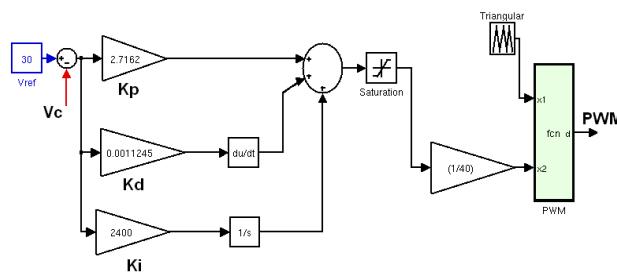 Triangular
30
Vref
2.7162
Kp
Saturation
Vc
x1
fcn d
PWM
0.0011245
Kd
du/dt
(1/40)
x2
PWM
2400
Ki
1/s